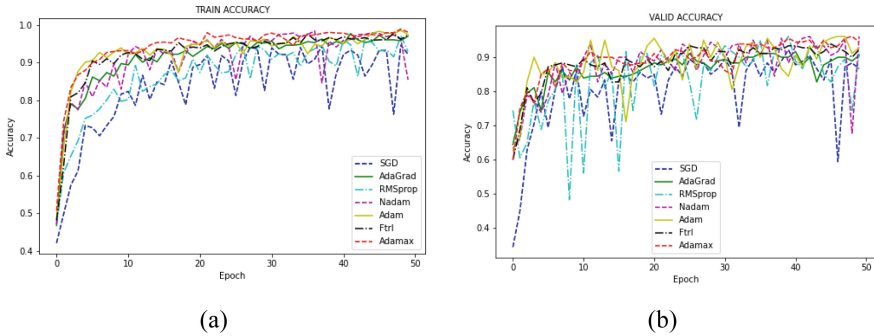 TRAIN ACCURACY
Accuracy
1.0
0.9
0.8
0.7
0.6
0.5
0.4
0 10 20 30 40 50
Epoch
SGD
AdaGrad
RMSprop
Nadam
Adam
Ftrl
Adamax
(a)
VALID ACCURACY
Accuracy
0.9
0.8
0.7
0.6
0.5
0.4
0 10 20 30 40 50
Epoch
SGD
AdaGrad
RMSprop
Nadam
Adam
Ftrl
Adamax
(b)